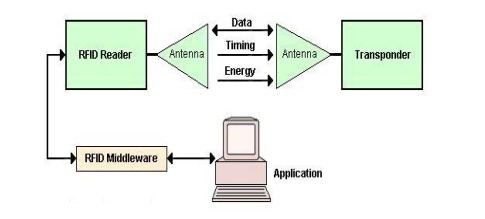 Data
RFID Reader
Antenna
Timing
Antenna
Transponder
Energy
RFID Middleware
Application